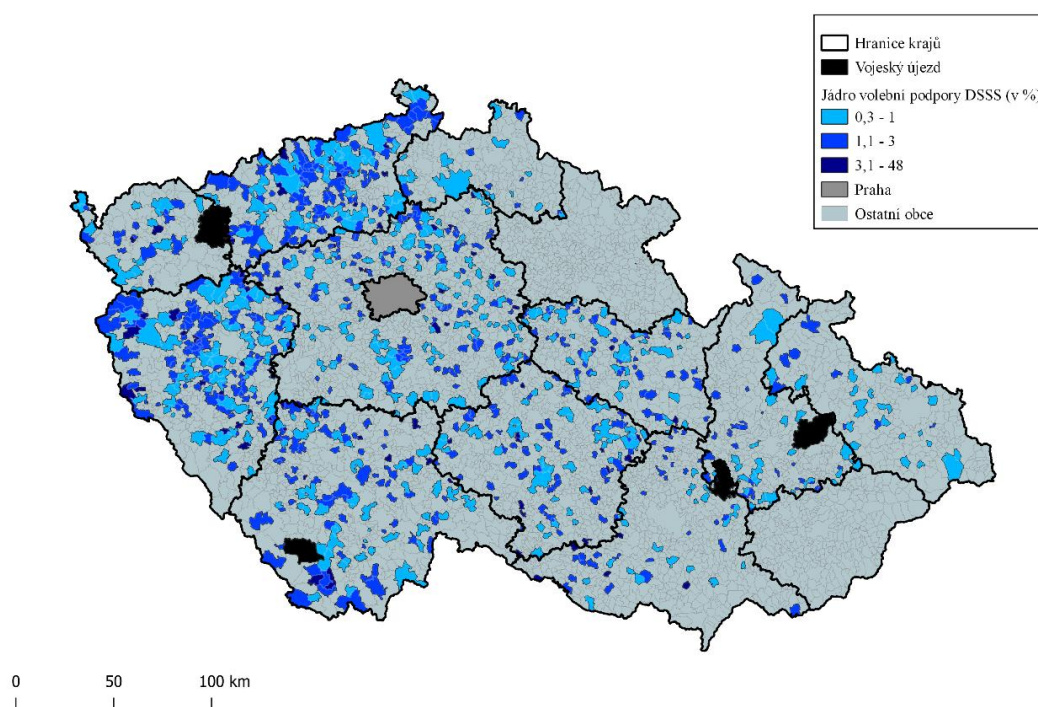 Hranice krajů
Vojeský újezd
Jádro volební podpory DSSS (v %)
0,3 - 1
1,1 - 3
3,1 - 48
Praha
Ostatní obce
0 50 100 km